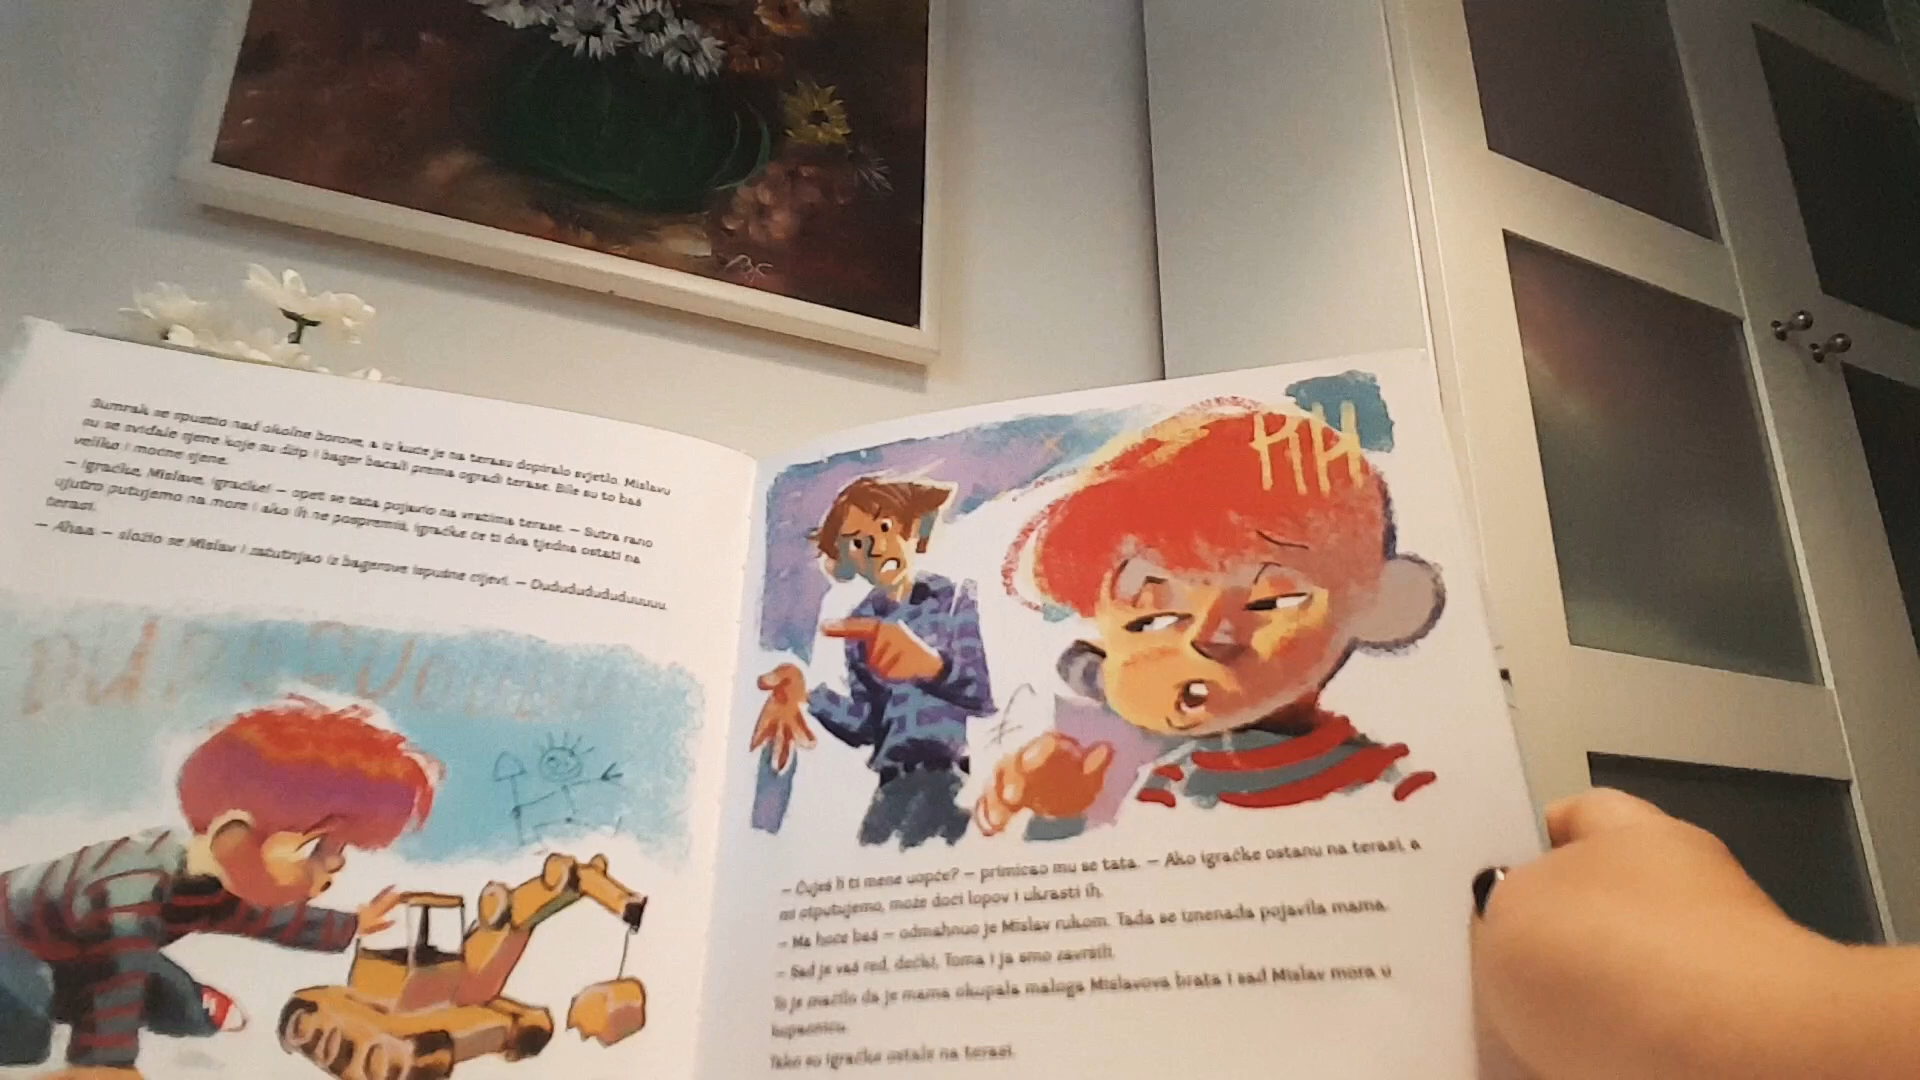 Sumrak se spustio nad okolne borove, a iz kuće je na terasu dopiralo svjetlo. Mislavu
su se sviđale sjene koje su džip i bager bacali prema ogradi terase. Bile su to baš
velike i moćne sjene.
– Igračke, Mislave, igračke! – opet se tata pojavio na vratima terase. – Sutra rano
ujutro putujemo na more i ako ih ne pospremiš, igračke će ti dva tjedna ostati na
terasi.
– Ahaa – složio se Mislav i zatutnjao iz bagerove ispušne cijevi. – Dudududududuuuuu.
– Čuješ li ti mene uopće? – primicao mu se tata. – Ako igračke ostanu na terasi, a
mi otputujemo, može doći lopov i ukrasti ih.
– Ma hoće baš – odmahnuo je Mislav rukom. Tada se iznenada pojavila mama.
– Sad je vaš red, dečki, Toma i ja smo završili.
To je značilo da je mama okupala maloga Mislavova brata i sad Mislav mora u
kupaonicu.
Tako su igračke ostale na terasi.